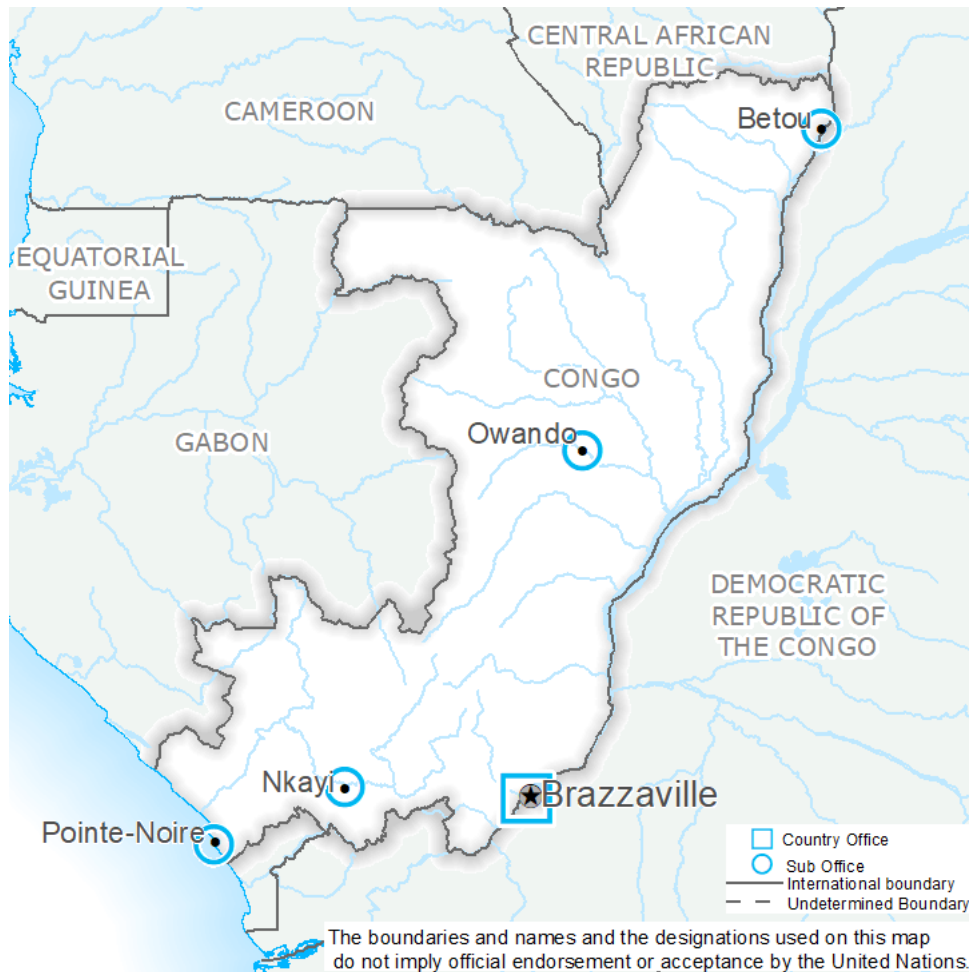 CENTRAL AFRICAN
REPUBLIC
CAMEROON
Betou
EQUATORIAL
GUINEA
CONGO
Owando
GABON
DEMOCRATIC
REPUBLIC OF
THE CONGO
Nkayi
Brazzaville
Pointe-Noire
Country Office
Sub Office
International boundary
Undetermined Boundary
The boundaries and names and the designations used on this map
do not imply official endorsement or acceptance by the United Nations.